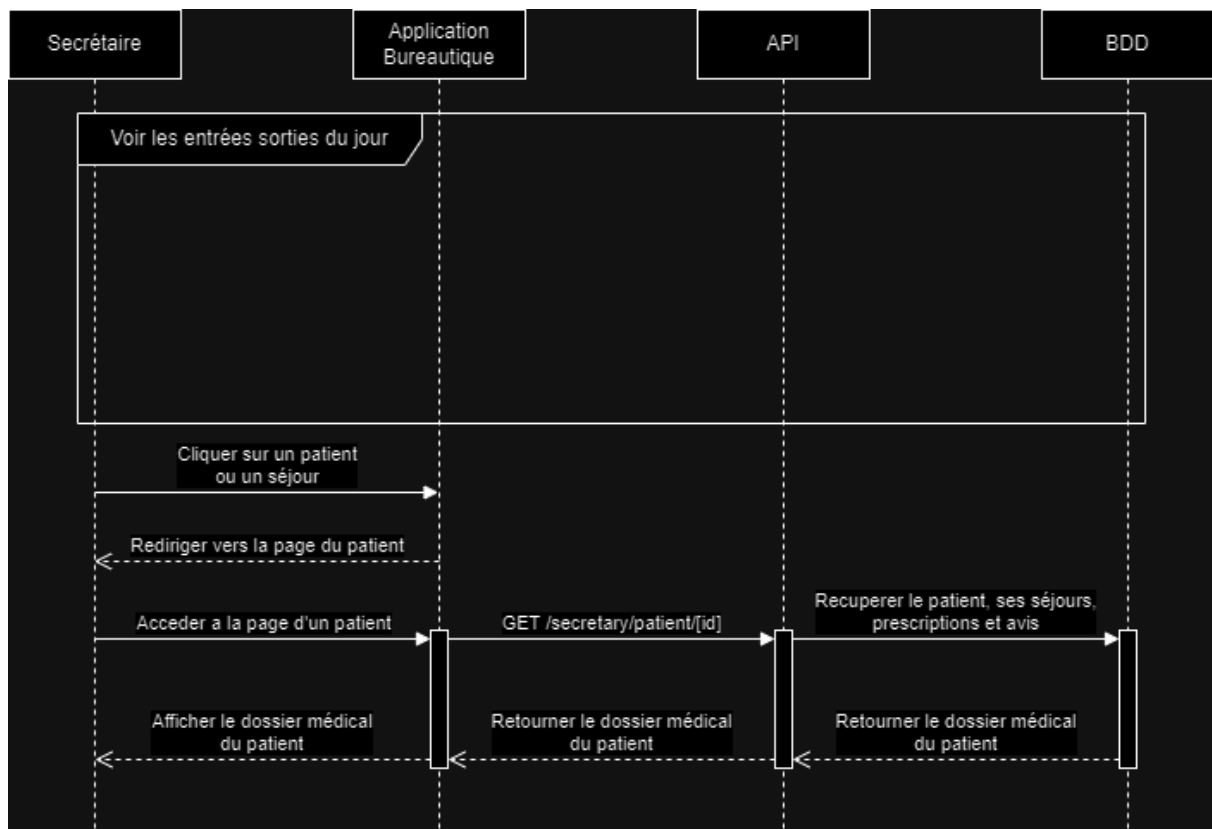 Secrétaire
Application
Bureautique
API
BDD
Voir les entrées sorties du jour
Cliquer sur un patient
ou un séjour
Rediriger vers la page du patient
Acceder a la page d'un patient
GET /secretary/patient/[id]
Recuperer le patient, ses séjours,
prescriptions et avis
Afficher le dossier médical
du patient
Retourner le dossier médical
du patient
Retourner le dossier médical
du patient